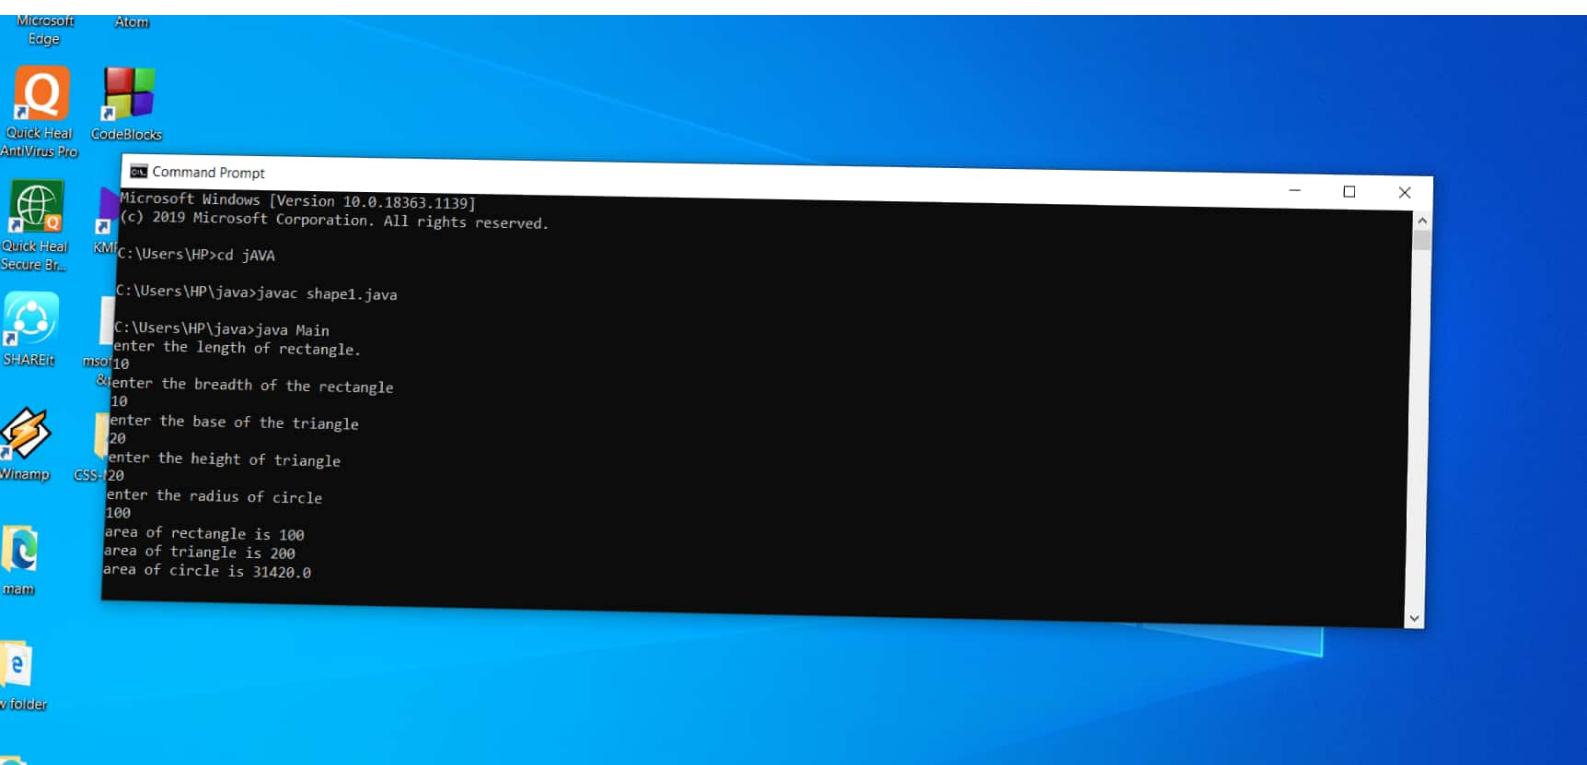 Microsoft
Edge
Atom
Quick Heal
AntiVirus Pro
CodeBlocks
Quick Heal
Secure Br...
SHAREit
Winamp
mam
Command Prompt
Microsoft Windows [Version 10.0.18363.1139]
(c) 2019 Microsoft Corporation. All rights reserved.
C:\Users\HP>cd jAVA
C:\Users\HP\java>javac shape1.java
C:\Users\HP\java>java Main
enter the length of rectangle.
10
enter the breadth of the rectangle
10
enter the base of the triangle
20
enter the height of triangle
20
enter the radius of circle
100
area of rectangle is 100
area of triangle is 200
area of circle is 31420.0
w folder